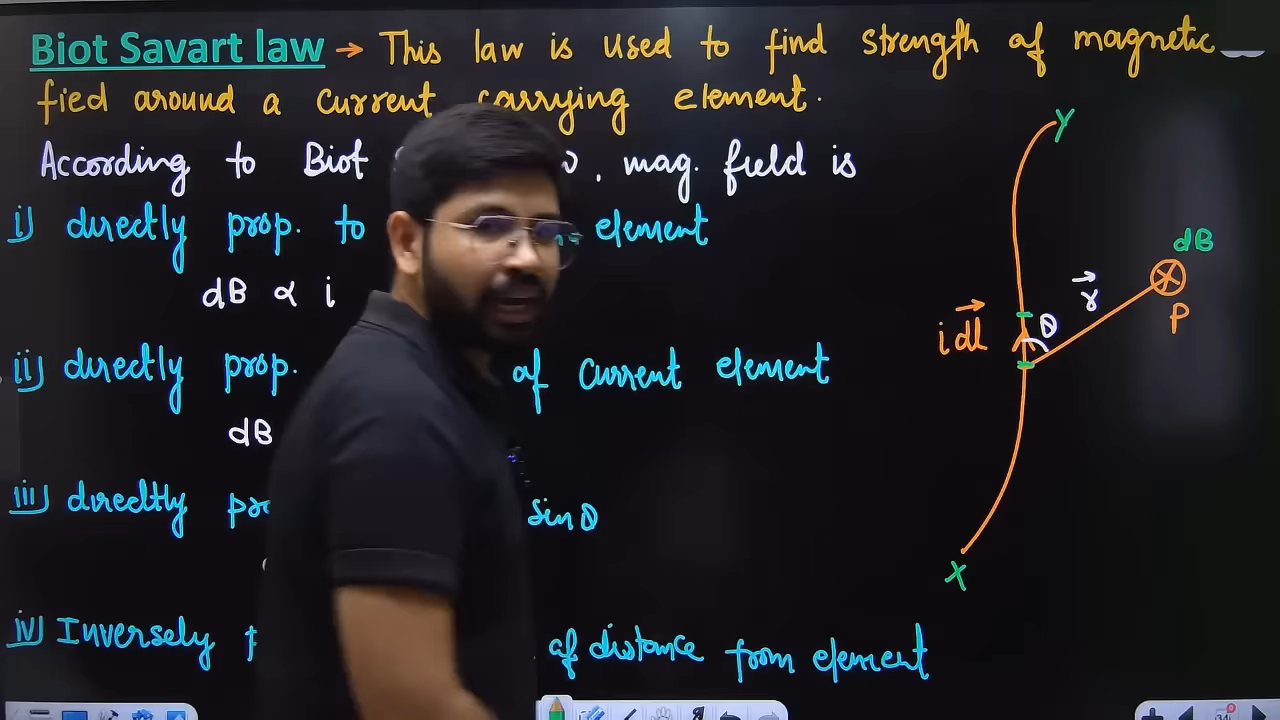 Biot Savart law → This law is used to find strength of magnetic
fied around a current carrying element.
According to Biot , mag. field is
i) directly prop. to element
dB ∝ i
ii) directly prop. of current element
dB
iii) directly sinθ
iv) Inversely of distance from element
Y
dB
r⃗
P
i dl⃗
θ
X